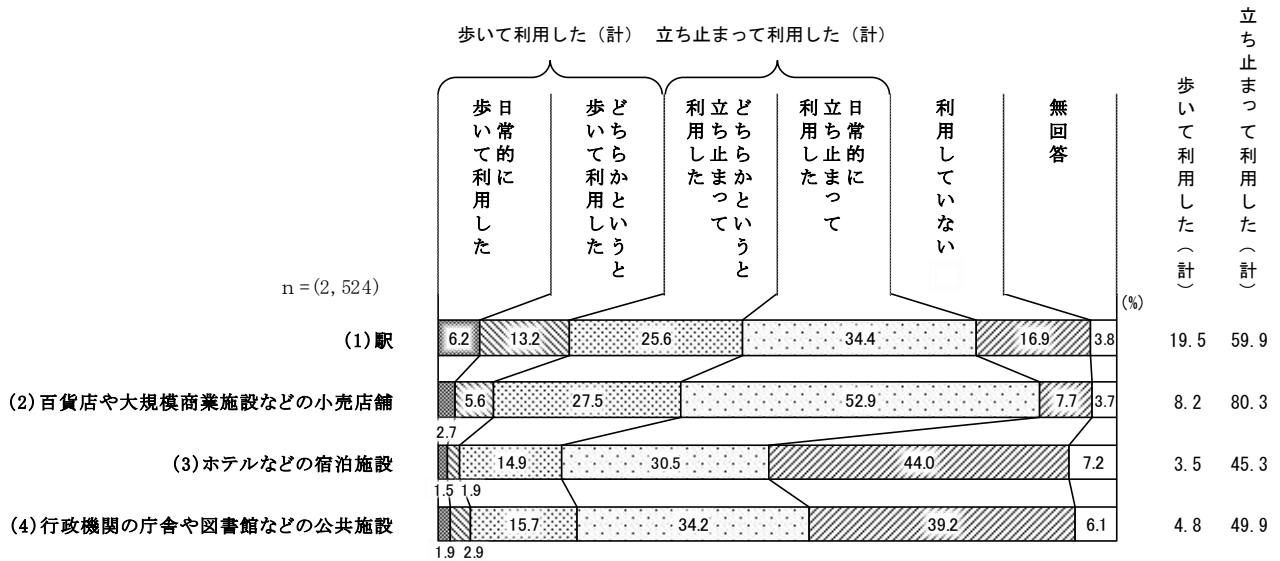 歩いて利用した（計）
立ち止まって利用した（計）
日常的に
歩いて利用した
どちらかというと
歩いて利用した
どちらかというと
立ち止まって
利用した
日常的に
立ち止まって
利用した
利用していない
無回答
歩いて利用した（計）
立ち止まって利用した（計）
n=(2,524)
(%)
(1)駅 6.2 13.2 25.6 34.4 16.9 3.8 19.5 59.9
(2)百貨店や大規模商業施設などの小売店舗 5.6 27.5 52.9 7.7 3.7 8.2 80.3
2.7
(3)ホテルなどの宿泊施設 14.9 30.5 44.0 7.2 3.5 45.3
1.5 1.9
(4)行政機関の庁舎や図書館などの公共施設 15.7 34.2 39.2 6.1 4.8 49.9
1.9 2.9